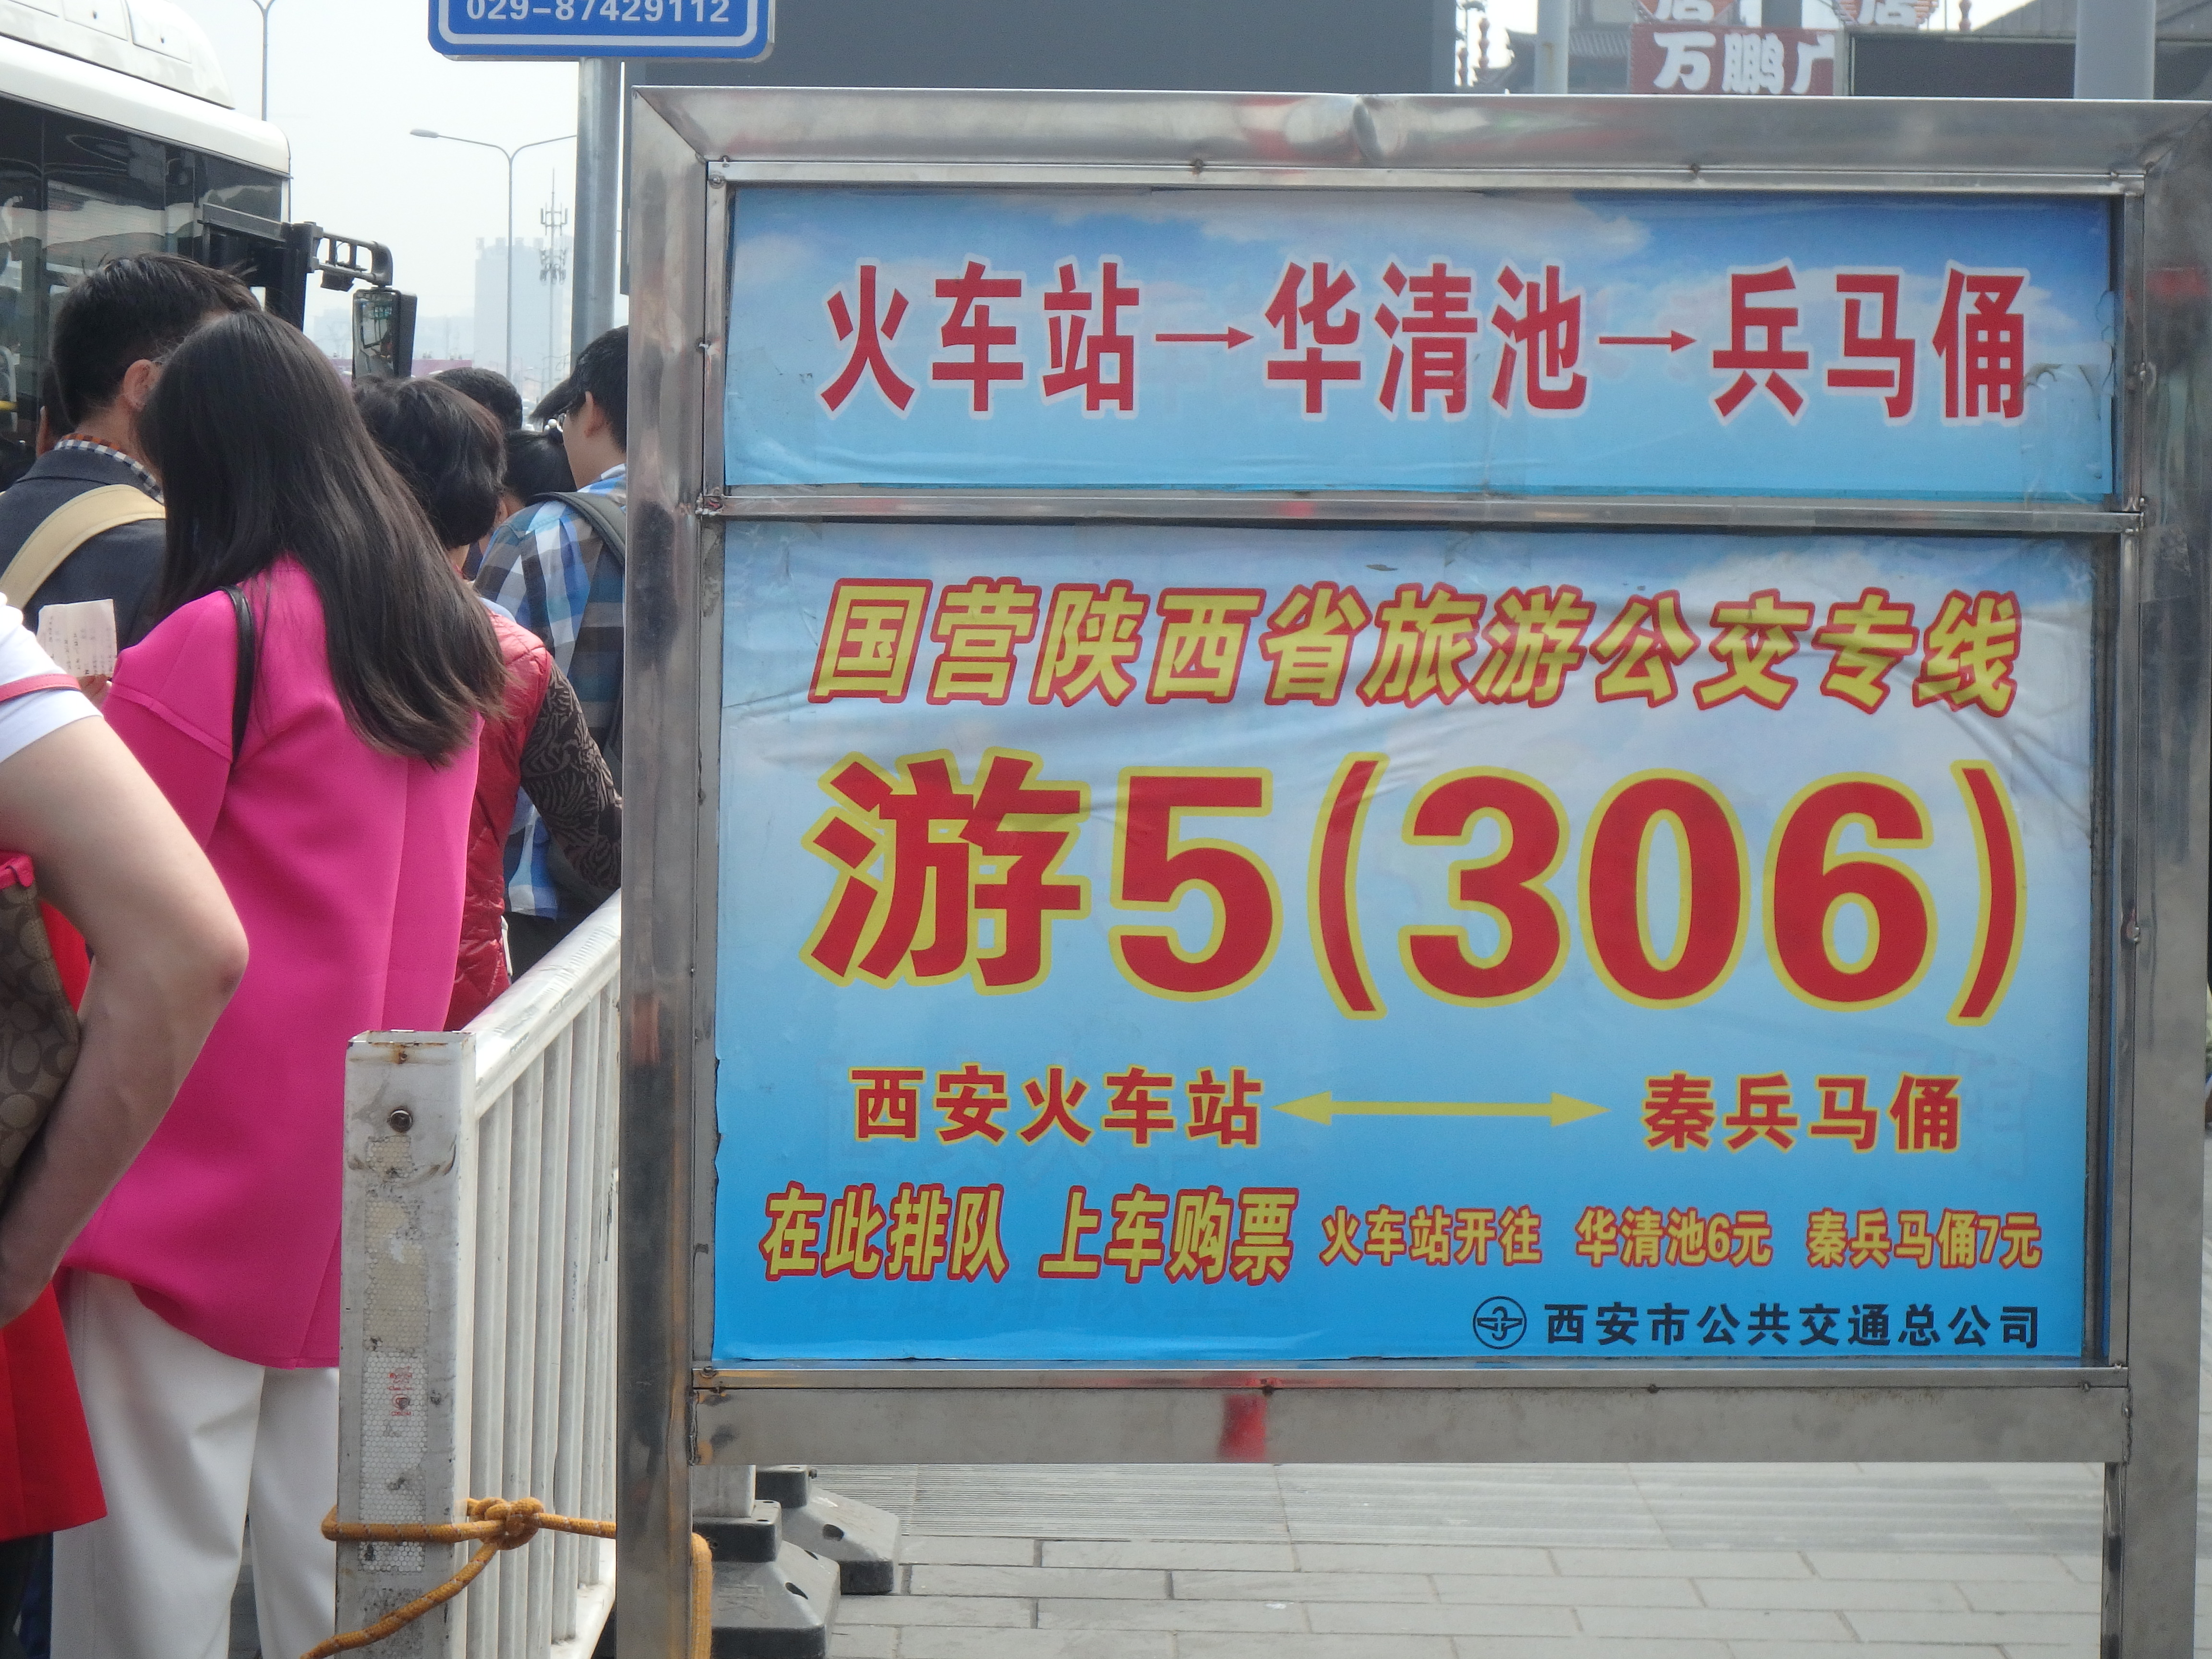 029-87429112
万鹏广
火车站→华清池→兵马俑
国营陕西省旅游公交专线
游5(306)
西安火车站↔秦兵马俑
在此排队 上车购票 火车站开往 华清池6元 秦兵马俑7元
西安市公共交通总公司